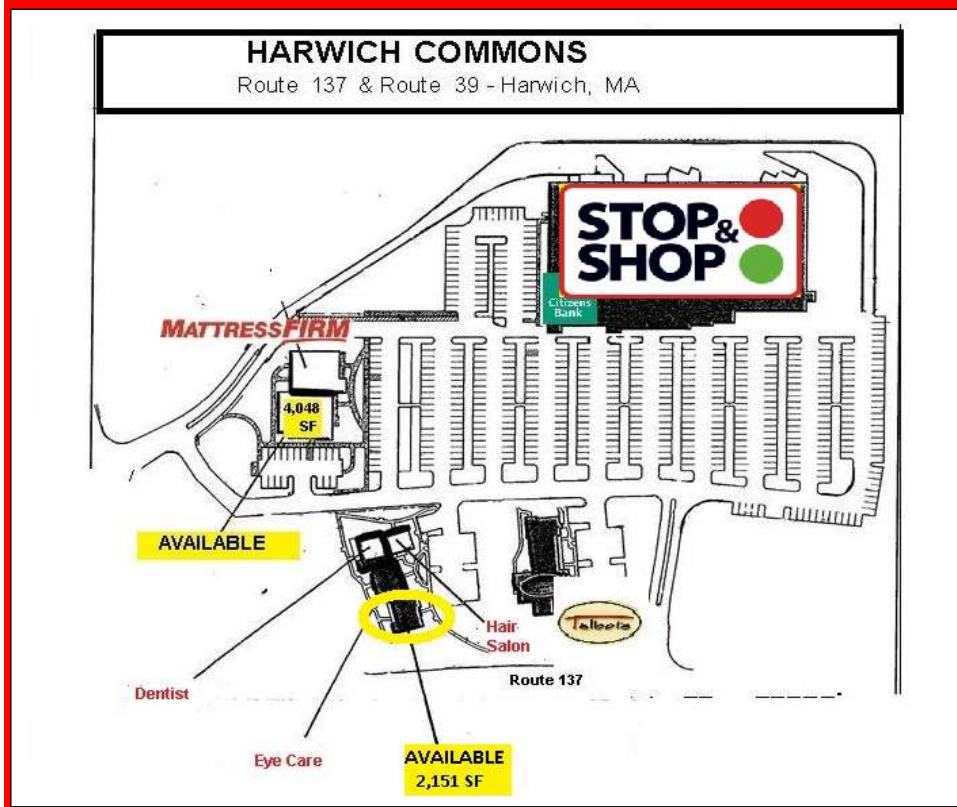 HARWICH COMMONS
Route 137 & Route 39 - Harwich, MA
STOP&
SHOP
Citizens
Bank
MATTRESSFIRM
4,048
SF
AVAILABLE
Talbots
Hair
Salon
Route 137
Dentist
Eye Care
AVAILABLE
2,151 SF